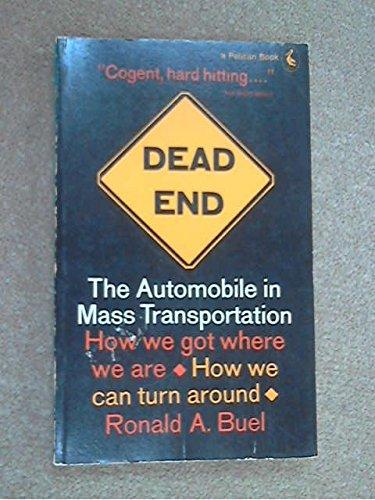 a Pelican Book
"Cogent, hard hitting...."
DEAD
END
The Automobile in
Mass Transportation
How we got where
we are ◆ How we
can turn around ◆
Ronald A. Buel